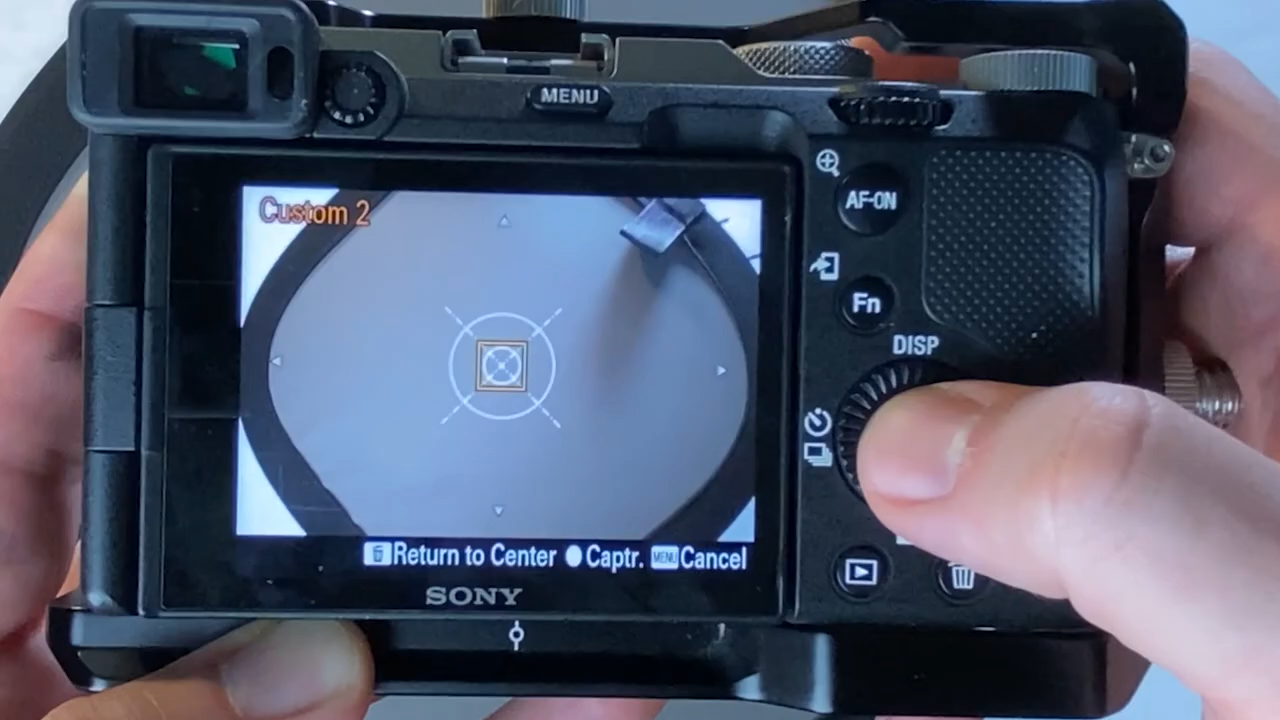 MENU
Custom 2
AF-ON
Fn
DISP
Return to Center Captr. MENU Cancel
SONY